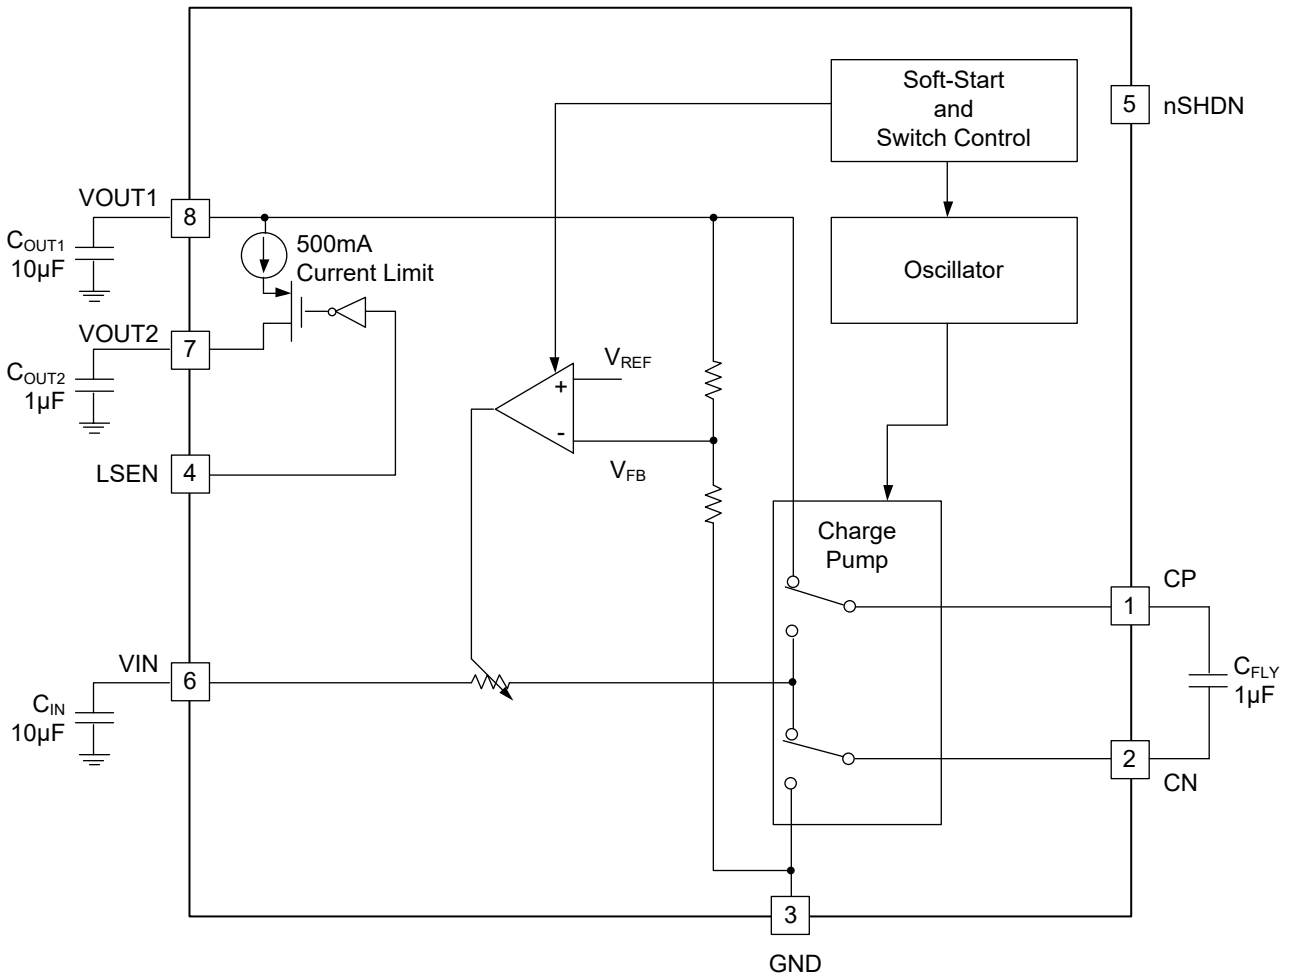 Soft-Start
and
Switch Control
5
nSHDN
VOUT1
8
COUT1
10µF
500mA
Current Limit
Oscillator
VOUT2
7
COUT2
1µF
VREF
+
-
VFB
LSEN
4
Charge
Pump
CP
1
VIN
6
CIN
10µF
CFLY
1µF
2
CN
3
GND